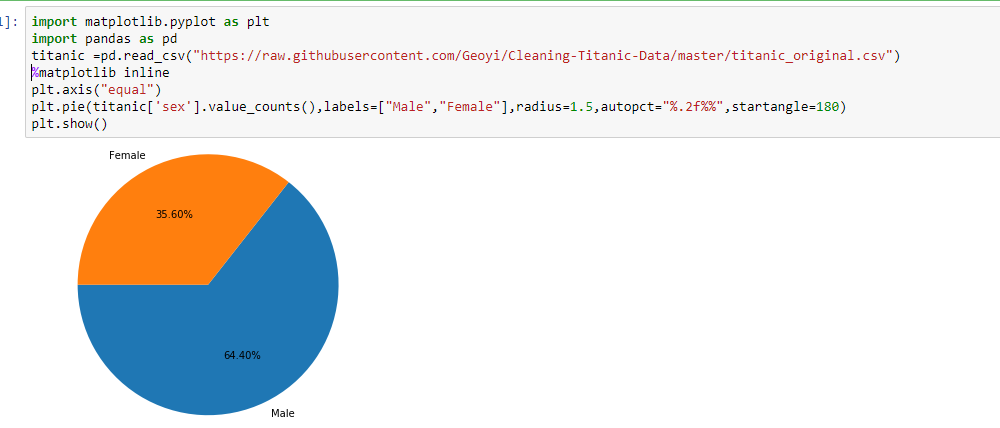 1]:
import matplotlib.pyplot as plt
import pandas as pd
titanic =pd.read_csv("https://raw.githubusercontent.com/Geoyi/Cleaning-Titanic-Data/master/titanic_original.csv")
%matplotlib inline
plt.axis("equal")
plt.pie(titanic['sex'].value_counts(),labels=["Male","Female"],radius=1.5,autopct="%.2f%%",startangle=180)
plt.show()
Female
35.60%
64.40%
Male